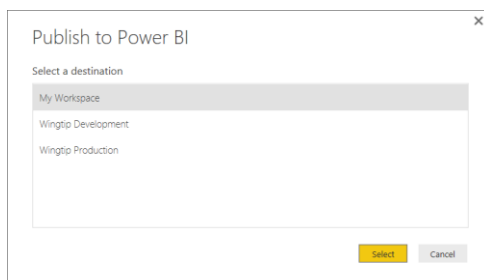 Publish to Power BI
Select a destination
My Workspace
Wingtip Development
Wingtip Production
Select Cancel